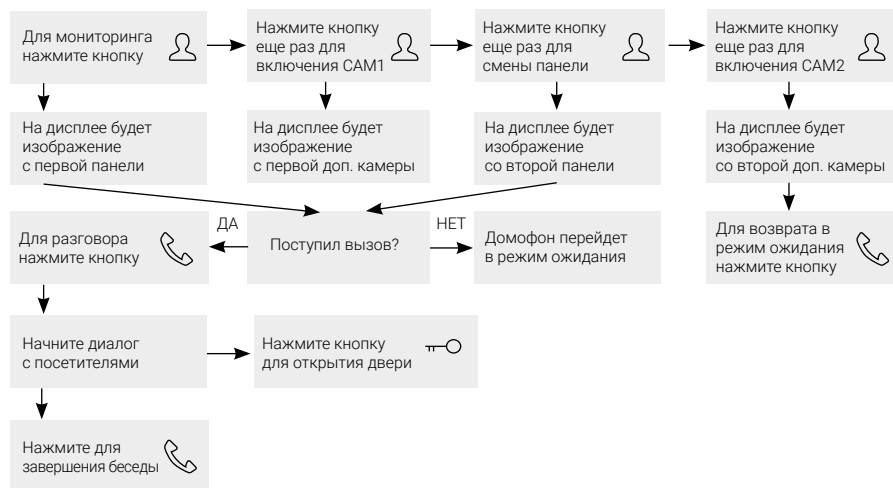 Для мониторинга
нажмите кнопку
Нажмите кнопку
еще раз для
включения CAM1
Нажмите кнопку
еще раз для
смены панели
Нажмите кнопку
еще раз для
включения CAM2
На дисплее будет
изображение
с первой панели
На дисплее будет
изображение
с первой доп. камеры
На дисплее будет
изображение
со второй панели
На дисплее будет
изображение
со второй доп. камеры
Для разговора
нажмите кнопку
ДА
Поступил вызов?
НЕТ
Домофон перейдет
в режим ожидания
Для возврата в
режим ожидания
нажмите кнопку
Начните диалог
с посетителями
Нажмите кнопку
для открытия двери
Нажмите для
завершения беседы